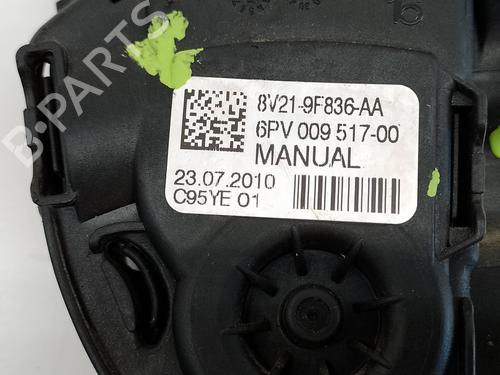 8V21-9F836-AA
6PV 009 517-00
MANUAL
23.07.2010
C95YE 01
B-PARTS